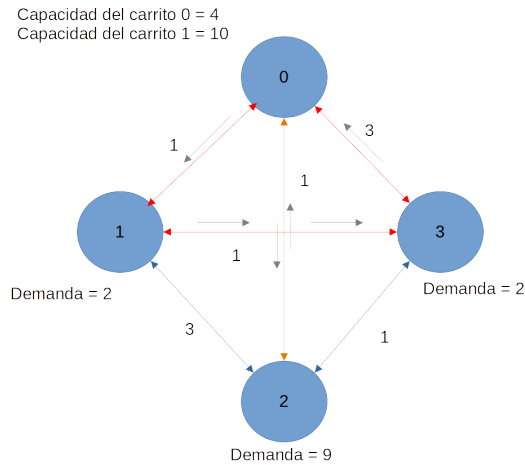 Capacidad del carrito 0 = 4
Capacidad del carrito 1 = 10
0
3
1
1
1
3
1
Demanda = 2
Demanda = 2
3
1
2
Demanda = 9